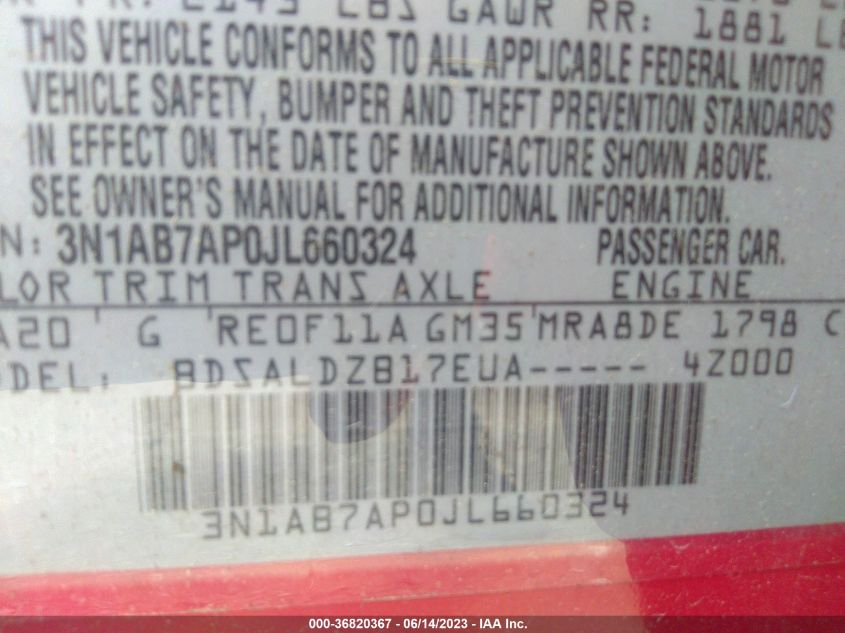 LBS GAWR RR: 1881
THIS VEHICLE CONFORMS TO ALL APPLICABLE FEDERAL MOTOR
VEHICLE SAFETY, BUMPER AND THEFT PREVENTION STANDARDS
IN EFFECT ON THE DATE OF MANUFACTURE SHOWN ABOVE.
SEE OWNER'S MANUAL FOR ADDITIONAL INFORMATION.
N: 3N1AB7AP0JL660324 PASSENGER CAR.
LOR TRIM TRANS AXLE ENGINE
A20 G RE0F11A GM35 MRA8DE 1798 C
DEL: BDSALDZB17EUA----- 4Z000
3N1AB7AP0JL660324
000-36820367 - 06/14/2023 - IAA Inc.